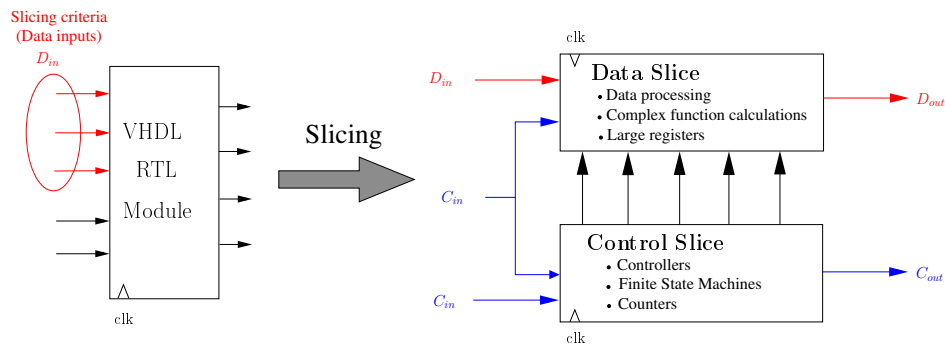 Slicing criteria
(Data inputs)
D_in
VHDL
RTL
Module
clk
Slicing
clk
D_in
Data Slice
• Data processing
• Complex function calculations
• Large registers
D_out
C_in
Control Slice
• Controllers
• Finite State Machines
• Counters
C_out
C_in
clk